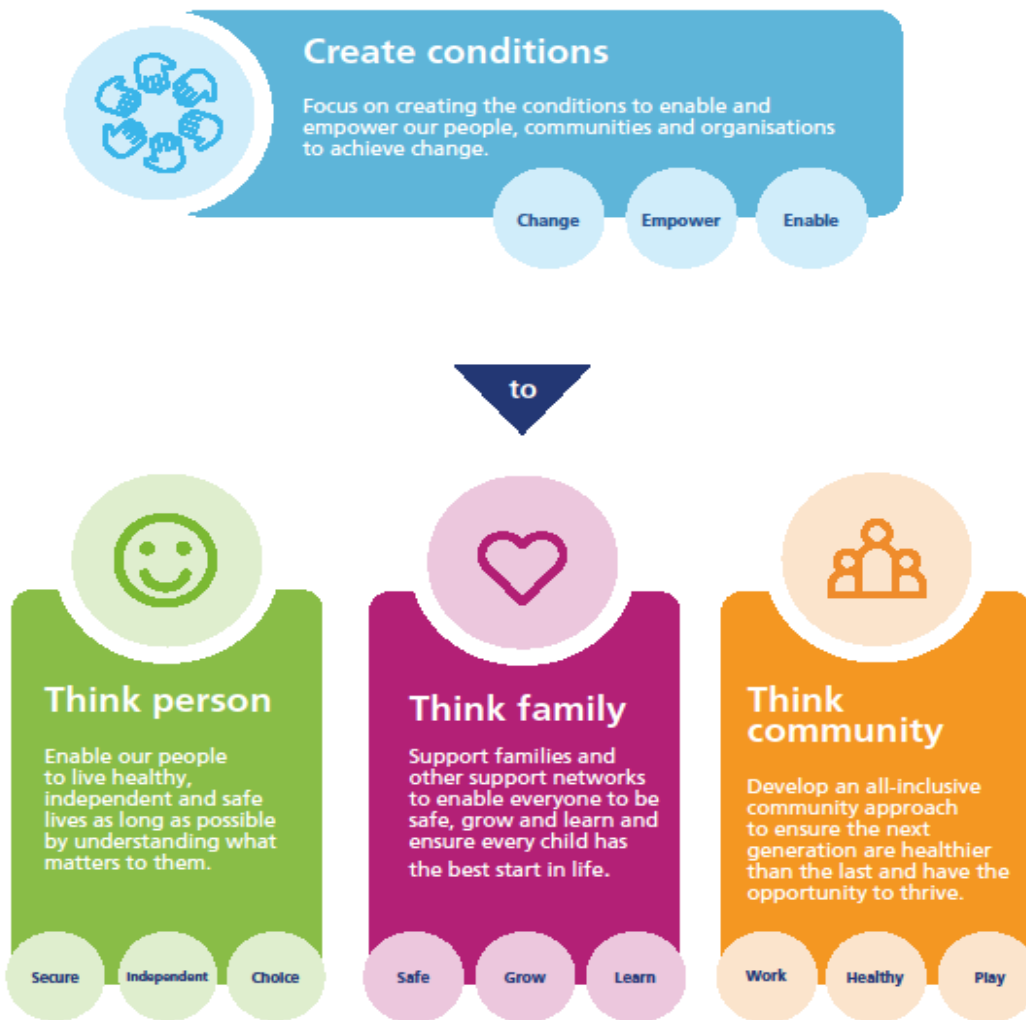 Create conditions
Focus on creating the conditions to enable and
empower our people, communities and organisations
to achieve change.
Change
Empower
Enable
to
Think person
Enable our people
to live healthy,
independent and safe
lives as long as possible
by understanding what
matters to them.
Secure
Independent
Choice
Think family
Support families and
other support networks
to enable everyone to be
safe, grow and learn and
ensure every child has
the best start in life.
Safe
Grow
Learn
Think
community
Develop an all-inclusive
community approach
to ensure the next
generation are healthier
than the last and have the
opportunity to thrive.
Work
Healthy
Play